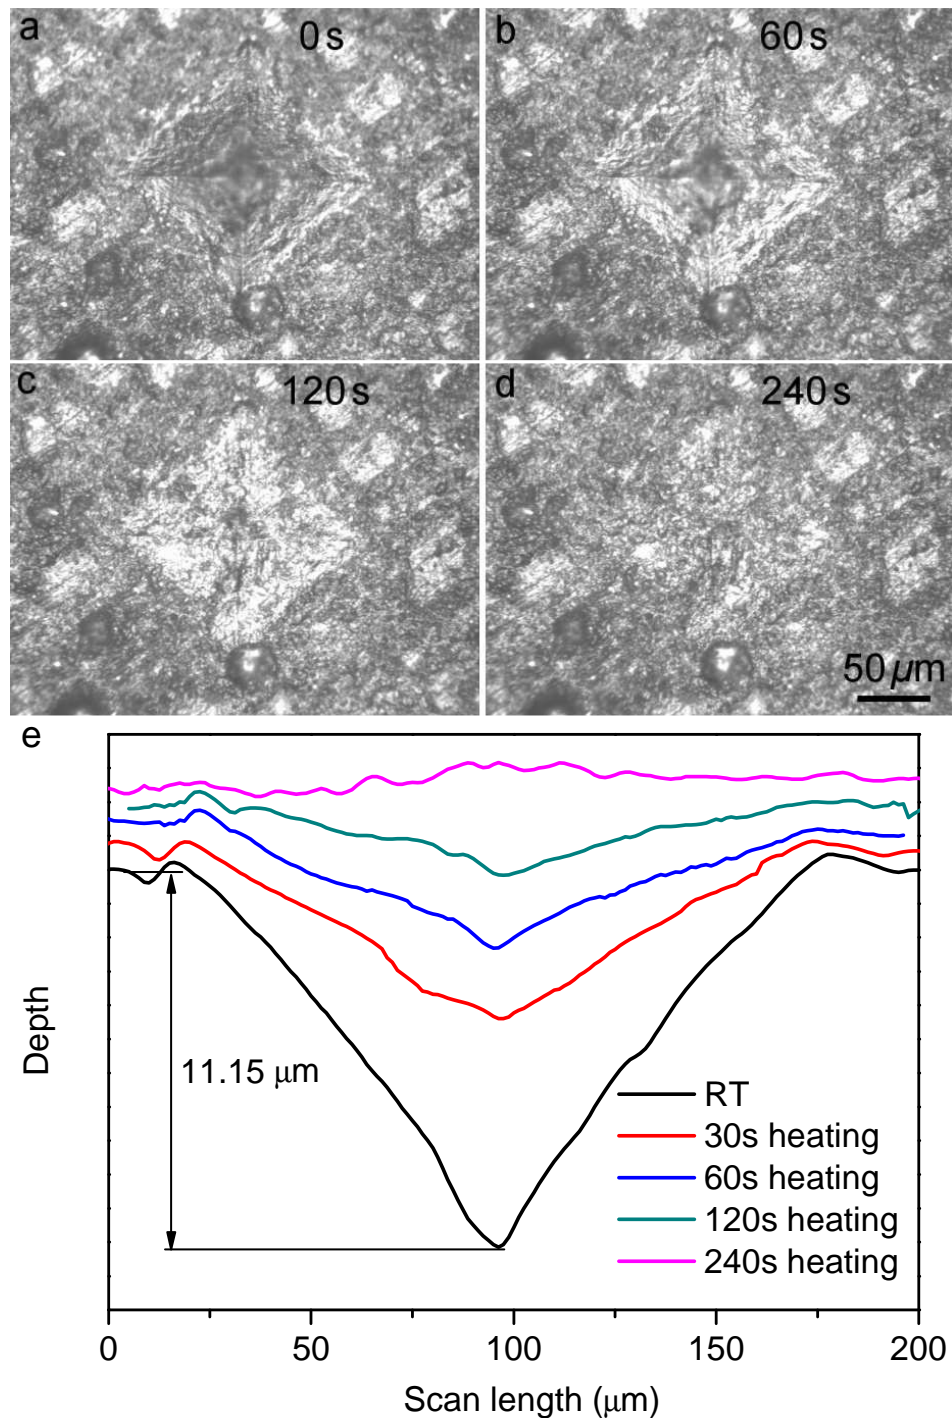 a
0 s
b
60 s
c
120 s
d
240 s
50 μm
e
Depth
11.15 μm
RT
30s heating
60s heating
120s heating
240s heating
0
50
100
150
200
Scan length (μm)